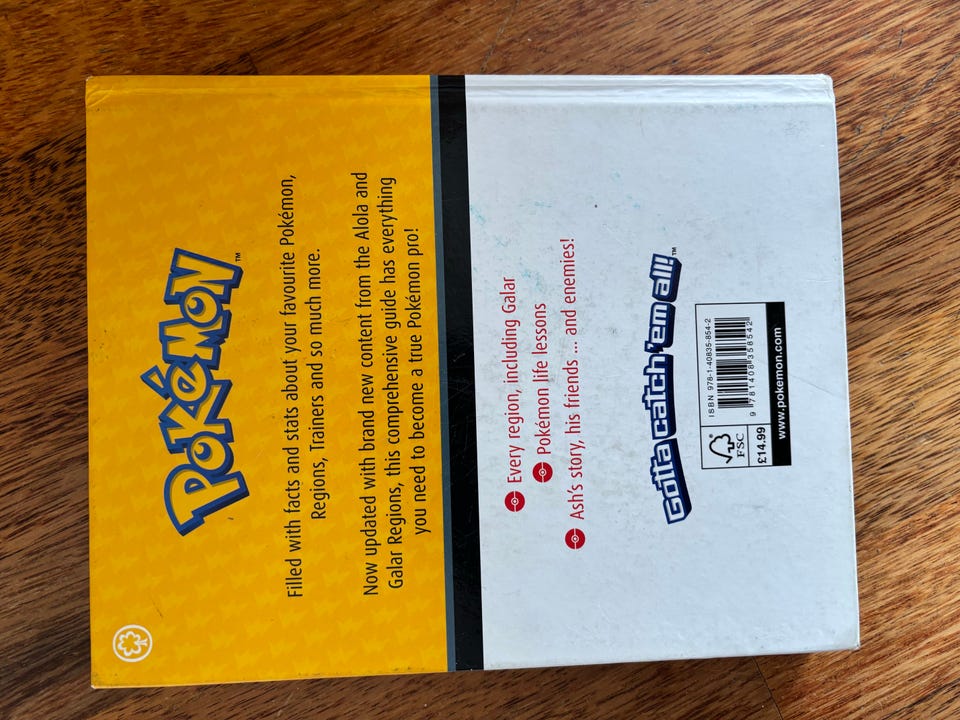 POKéMON™
Filled with facts and stats about your favourite Pokémon,
Regions, Trainers and so much more.
Now updated with brand new content from the Alola and
Galar Regions, this comprehensive guide has everything
you need to become a true Pokémon pro!
Every region, including Galar
Pokémon life lessons
Ash's story, his friends ... and enemies!
Gotta catch 'em all!™
ISBN 978-1-40835-854-2
9 781408 358542
FSC
£14.99
www.pokemon.com